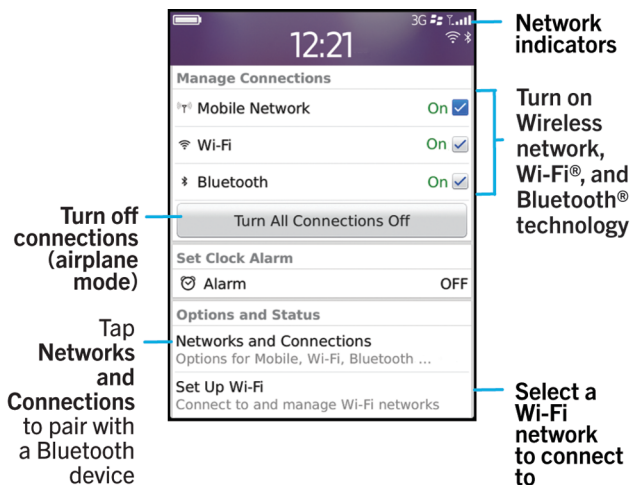 3G
12:21
Manage Connections
Mobile Network On
Wi-Fi On
Bluetooth On
Turn All Connections Off
Set Clock Alarm
Alarm OFF
Options and Status
Networks and Connections
Options for Mobile, Wi-Fi, Bluetooth ...
Set Up Wi-Fi
Connect to and manage Wi-Fi networks
Turn off
connections
(airplane
mode)
Tap
Networks
and
Connections
to pair with
a Bluetooth
device
Network
indicators
Turn on
Wireless
network,
Wi-Fi®, and
Bluetooth®
technology
Select a
Wi-Fi
network
to connect
to